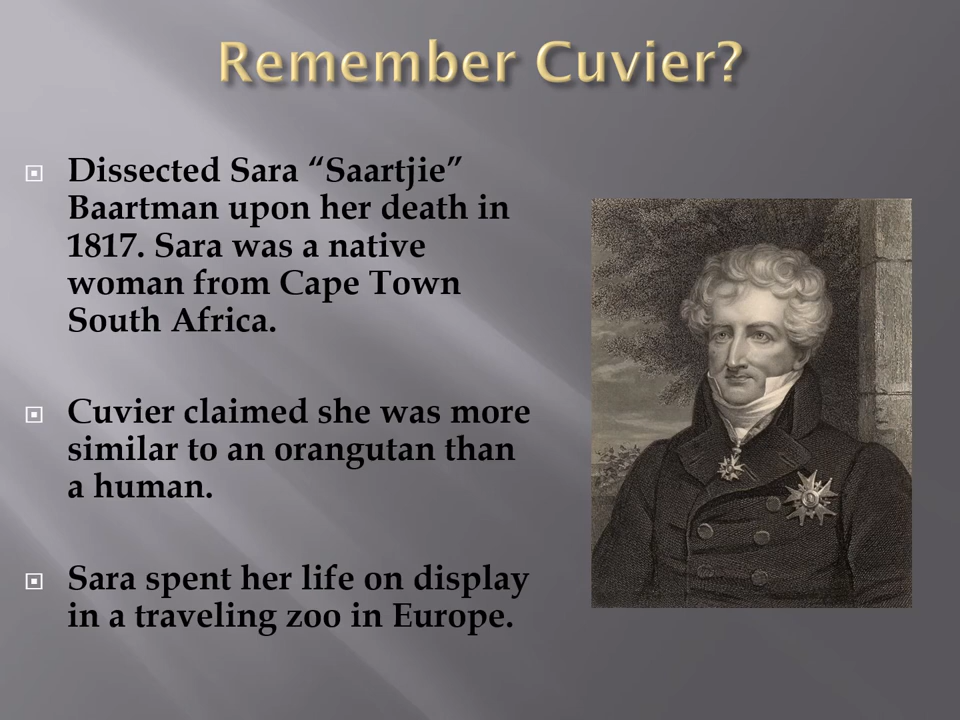 Remember Cuvier?
Dissected Sara “Saartjie”
Baartman upon her death in
1817. Sara was a native
woman from Cape Town
South Africa.
Cuvier claimed she was more
similar to an orangutan than
a human.
Sara spent her life on display
in a traveling zoo in Europe.